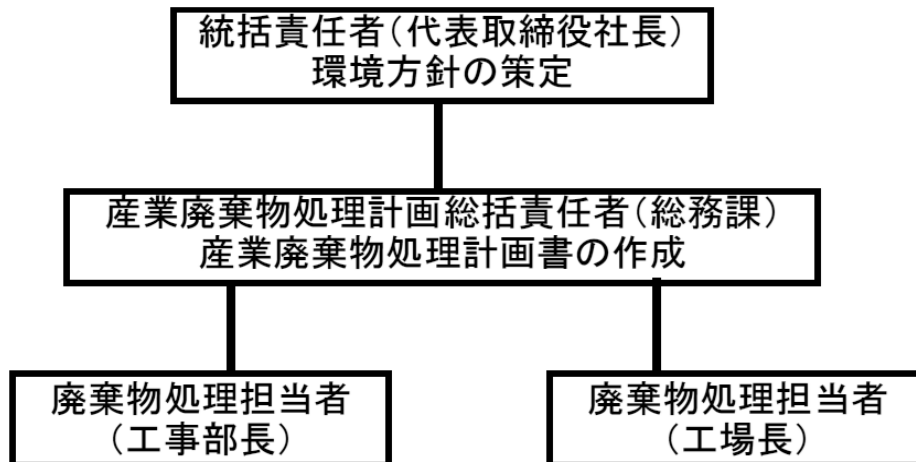 統括責任者(代表取締役社長)
環境方針の策定
産業廃棄物処理計画総括責任者(総務課)
産業廃棄物処理計画書の作成
廃棄物処理担当者
(工事部長)
廃棄物処理担当者
(工場長)